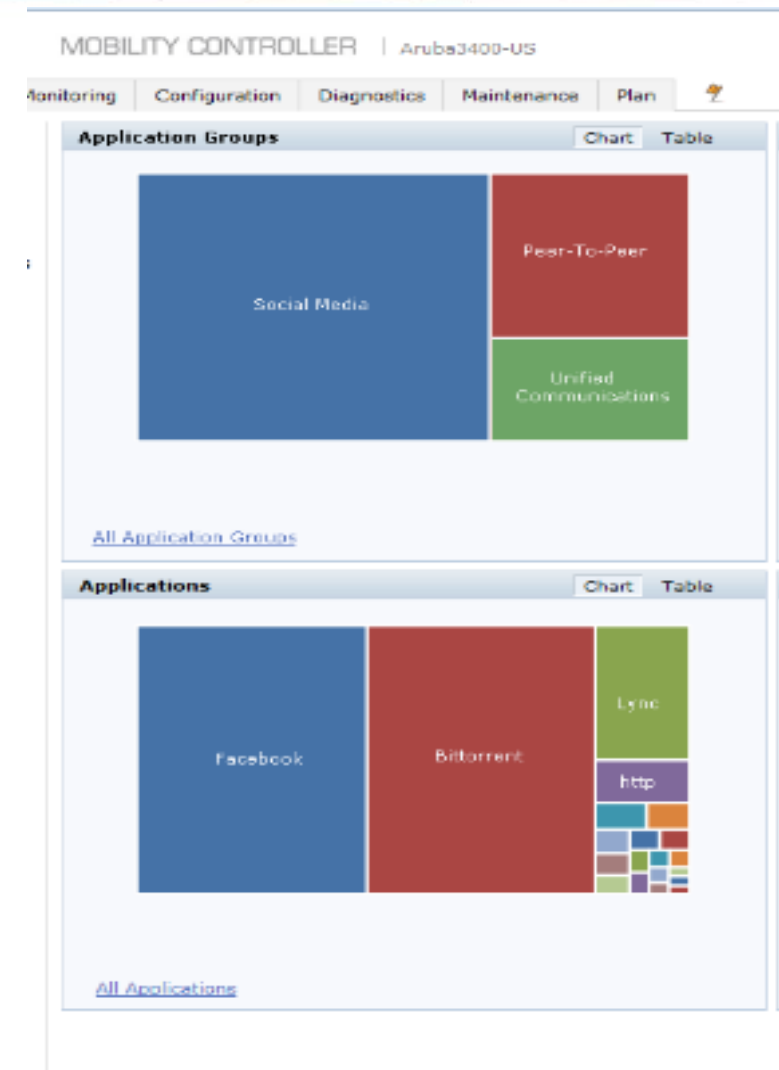 MOBILITY CONTROLLER | Aruba3400-US
Monitoring Configuration Diagnostics Maintenance Plan
Application Groups Chart Table
Social Media
Peer-To-Peer
Unified
Communications
All Application Groups
Applications Chart Table
Facebook
Bittorrent
Lync
http
All Applications